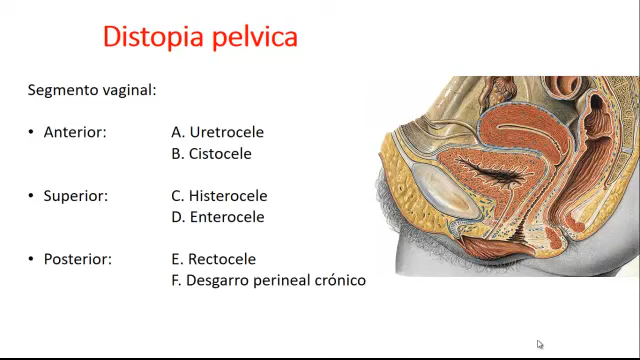 Distopia pelvica
Segmento vaginal:
• Anterior: A. Uretrocele
B. Cistocele
• Superior: C. Histerocele
D. Enterocele
• Posterior: E. Rectocele
F. Desgarro perineal crónico